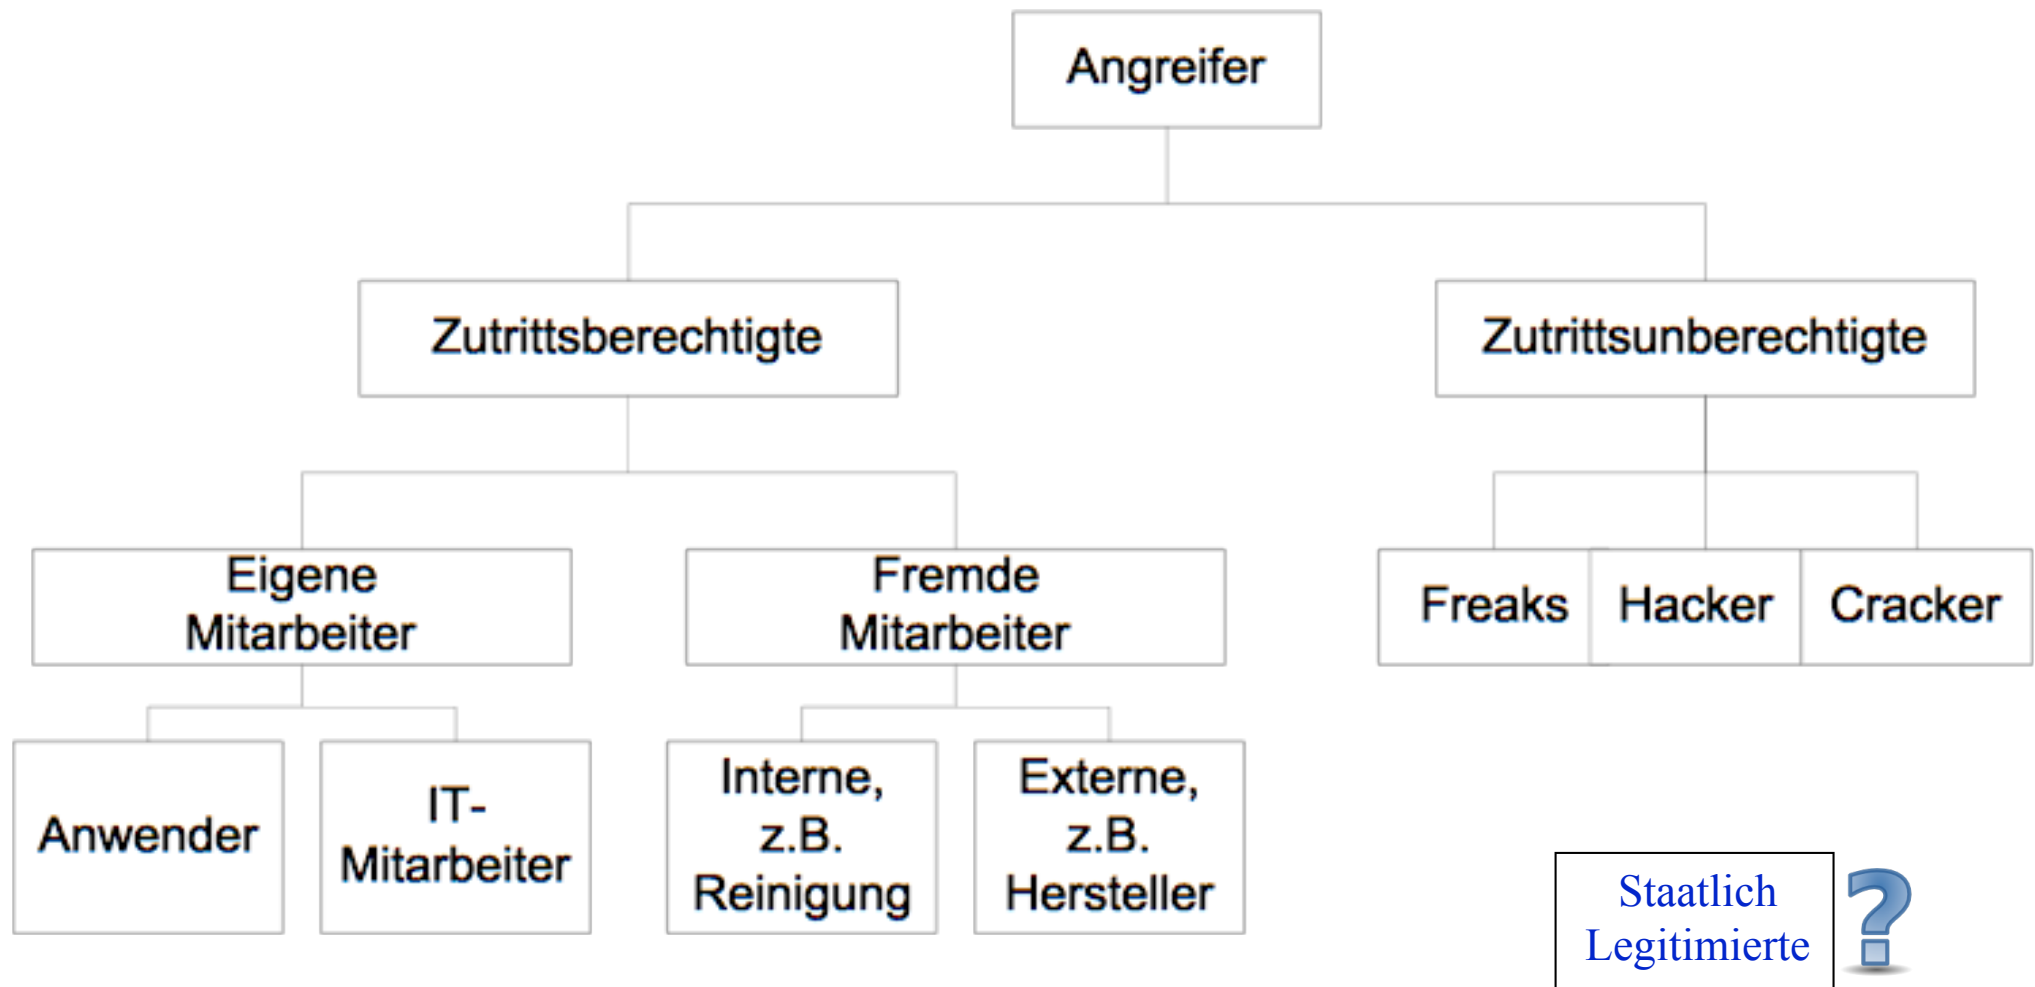 Angreifer
Zutrittsberechtigte
Zutrittsunberechtigte
Eigene
Mitarbeiter
Fremde
Mitarbeiter
Freaks
Hacker
Cracker
Anwender
IT-
Mitarbeiter
Interne,
z.B.
Reinigung
Externe,
z.B.
Hersteller
Staatlich
Legitimierte
?